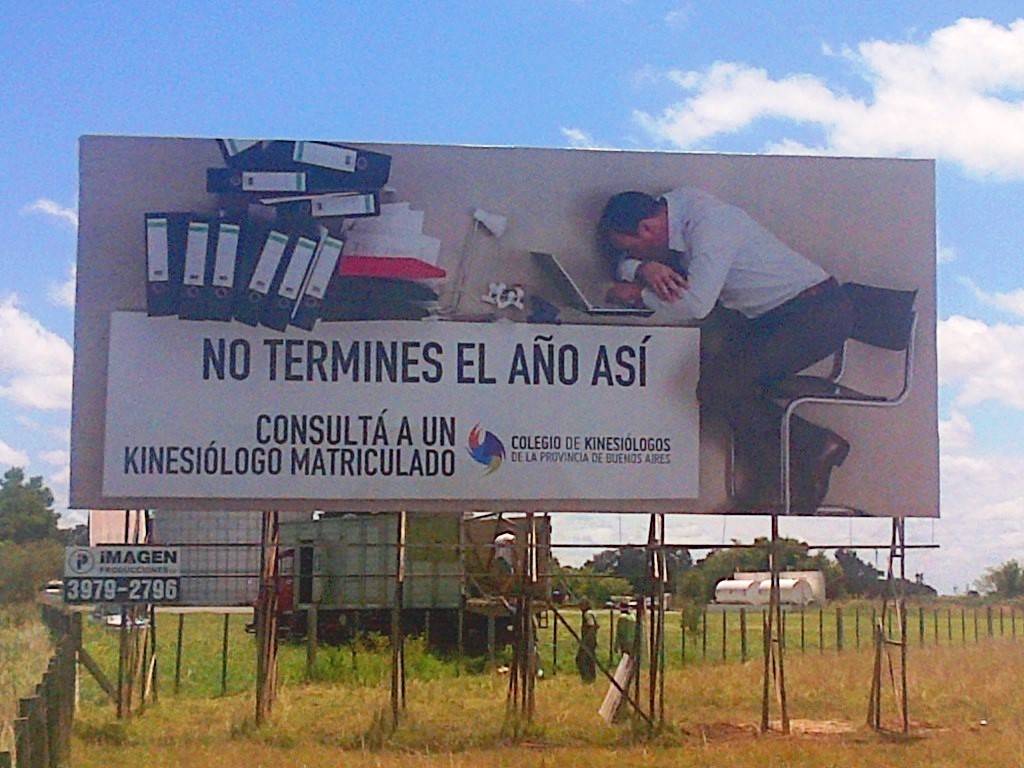 NO TERMINES EL AÑO ASÍ
CONSULTÁ A UN
KINESIÓLOGO MATRICULADO
COLEGIO DE KINESIÓLOGOS
DE LA PROVINCIA DE BUENOS AIRES
P iMAGEN
PRODUCCIONES
3979-2796